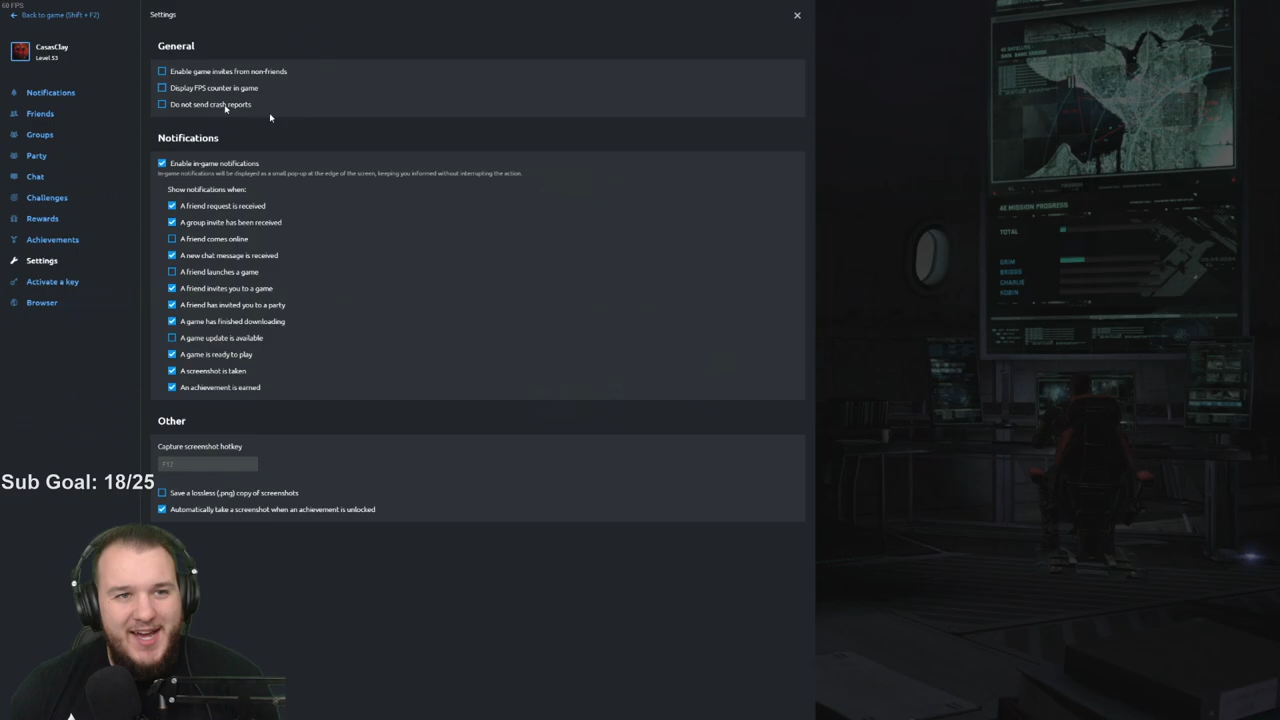 60 FPS
Back to game (Shift + F2)
Settings
CasasClay
Level 53
Notifications
Friends
Groups
Party
Chat
Challenges
Rewards
Achievements
Settings
Activate a key
Browser
General
Enable game invites from non-friends
Display FPS counter in game
Do not send crash reports
Notifications
Enable in-game notifications
In-game notifications will be displayed as a small pop-up at the edge of the screen, keeping you informed without interrupting the action.
Show notifications when:
A friend request is received
A group invite has been received
A friend comes online
A new chat message is received
A friend launches a game
A friend invites you to a game
A friend has invited you to a party
A game has finished downloading
A game update is available
A game is ready to play
A screenshot is taken
An achievement is earned
Other
Capture screenshot hotkey
F12
Save a lossless (.png) copy of screenshots
Automatically take a screenshot when an achievement is unlocked
Sub Goal: 18/25
MISSION PROGRESS
TOTAL
GRIM
BRIGGS
CHARLIE
KOBIN